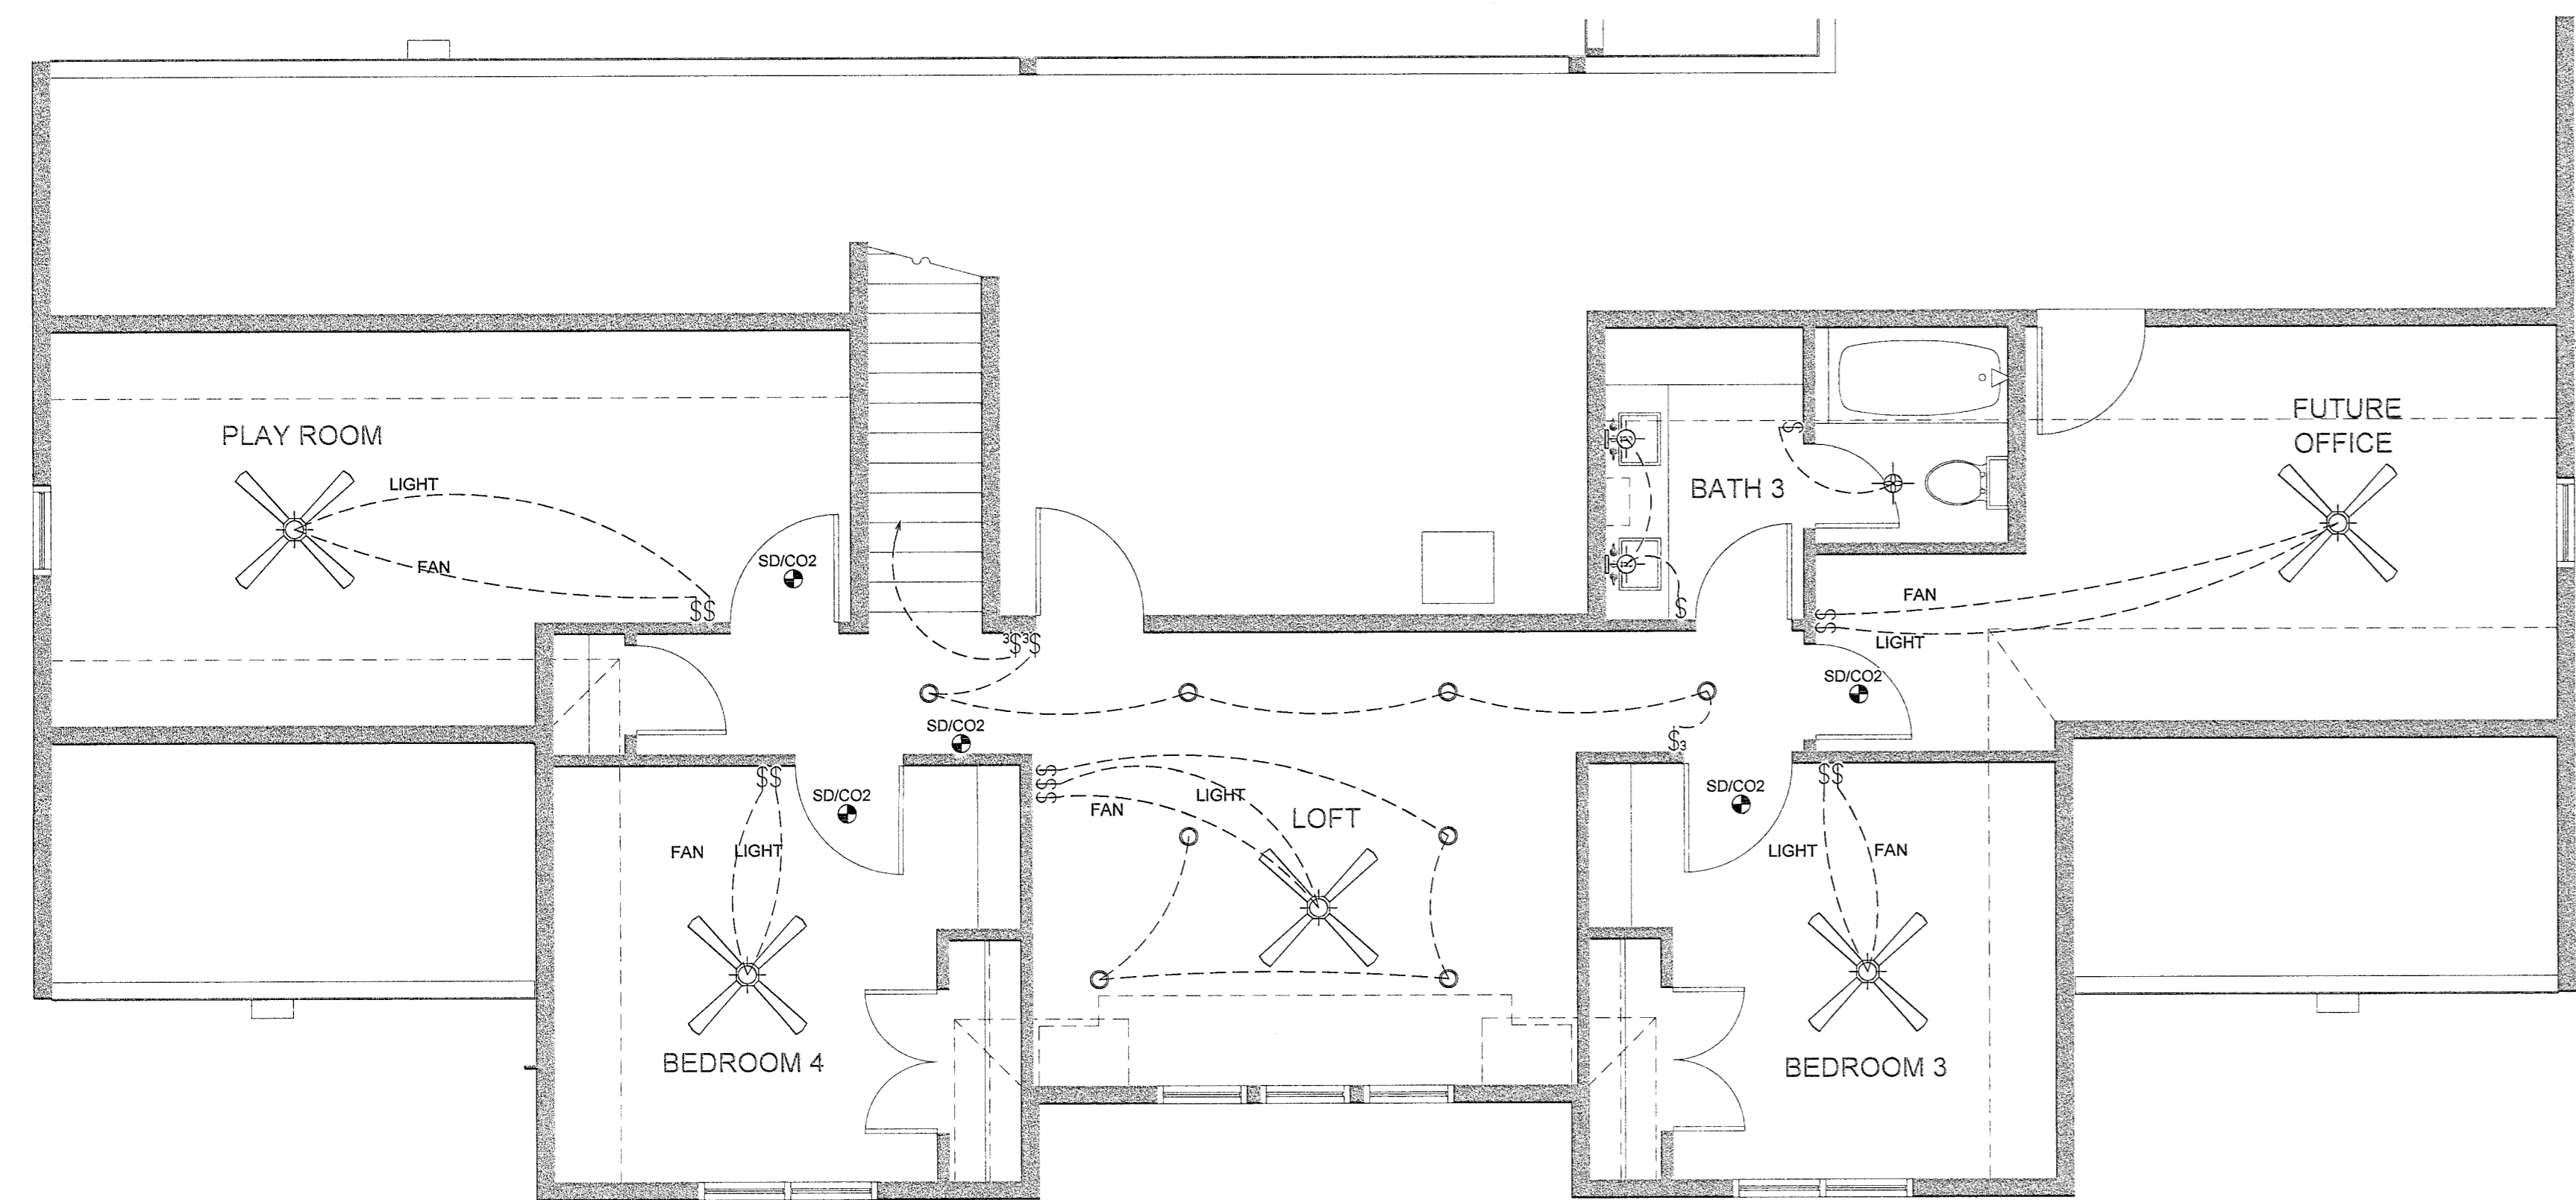 PLAY ROOM
LIGHT
FAN
$$
SD/CO2
3$3$
BATH 3
$
$
FUTURE
OFFICE
FAN
LIGHT
$$
SD/CO2
SD/CO2
$3
$$
SD/CO2
FAN
LIGHT
BEDROOM 4
$$$
LIGHT
FAN
LOFT
SD/CO2
$$
LIGHT
FAN
BEDROOM 3